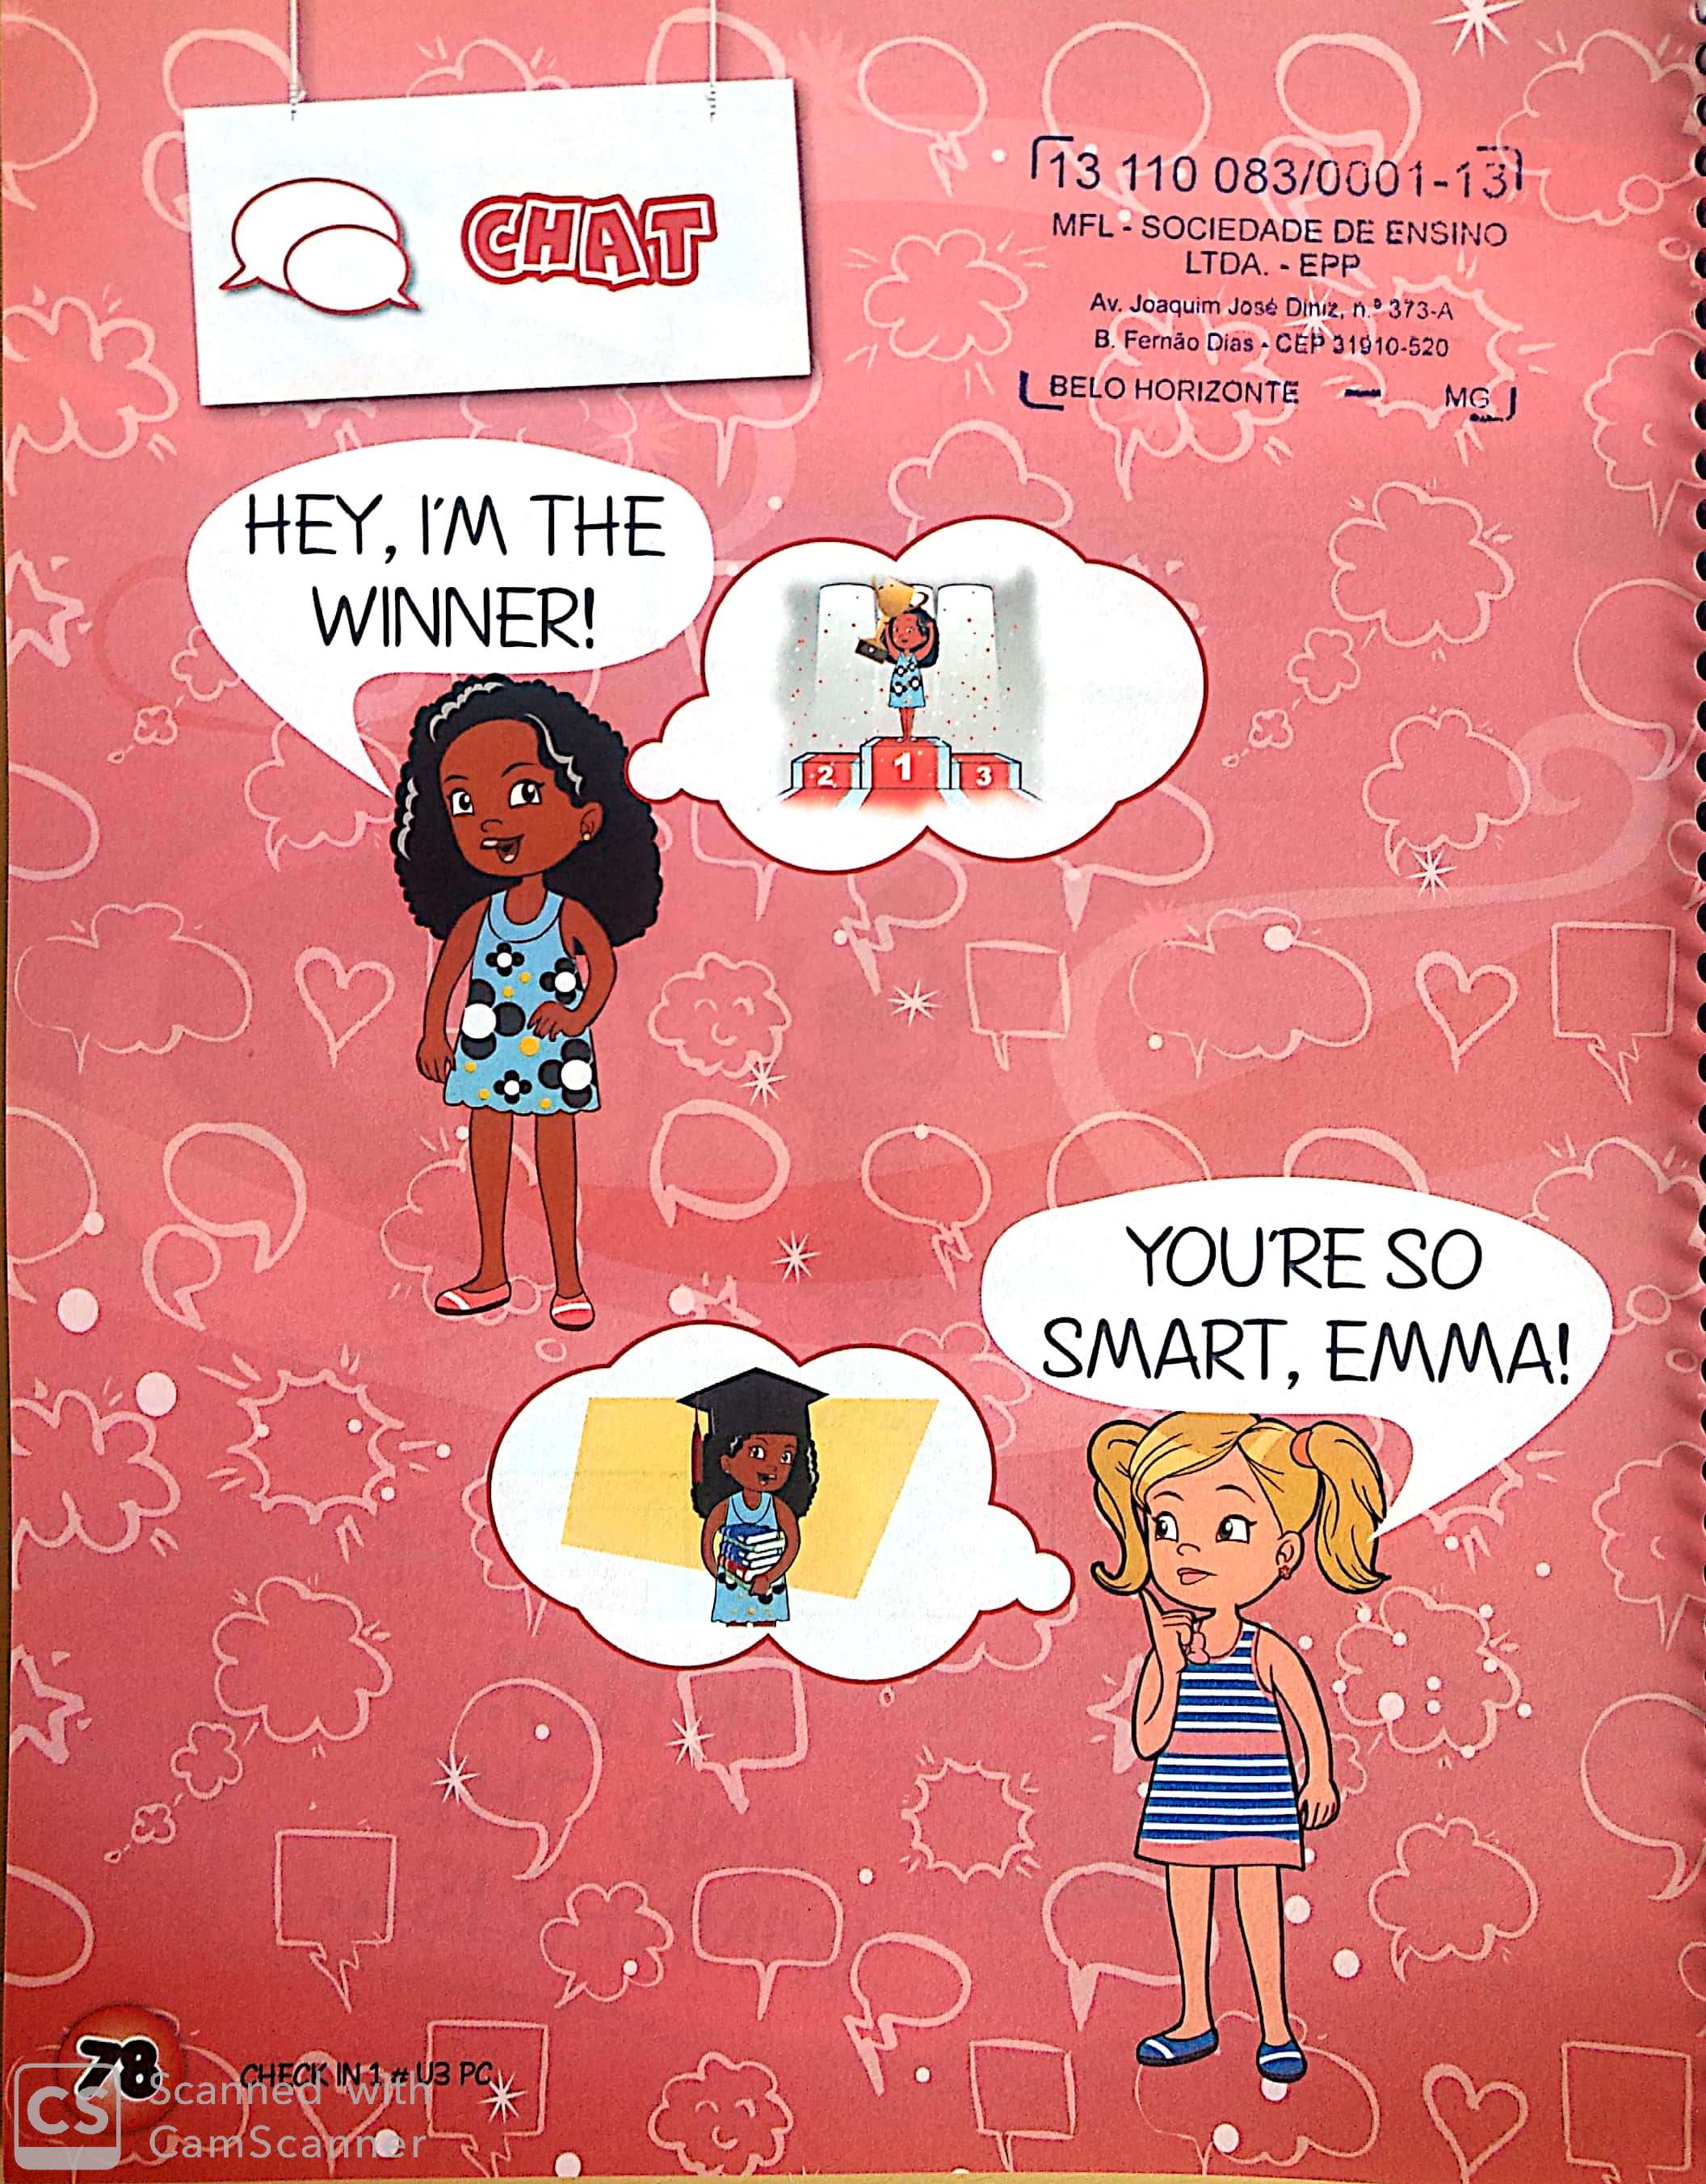 CHAT
13 110 083/0001-13
MFL - SOCIEDADE DE ENSINO
LTDA. - EPP
Av. Joaquim José Diniz, n.º 373-A
B. Fernão Dias - CEP 31910-520
BELO HORIZONTE — MG
HEY, I'M THE
WINNER!
2 1 3
YOU'RE SO
SMART, EMMA!
78
CHECK IN 1 # U3 PC
CS
Scanned with
CamScanner